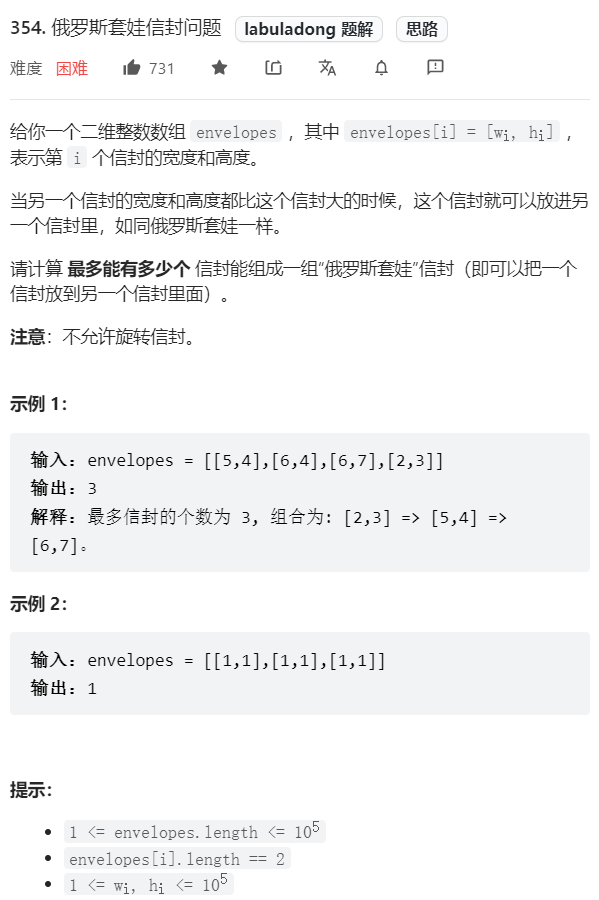 354. 俄罗斯套娃信封问题 labuladong 题解 思路
难度 困难 731
给你一个二维整数数组 envelopes ，其中 envelopes[i] = [wᵢ, hᵢ] ，
表示第 i 个信封的宽度和高度。
当另一个信封的宽度和高度都比这个信封大的时候，这个信封就可以放进另
一个信封里，如同俄罗斯套娃一样。
请计算 最多能有多少个 信封能组成一组“俄罗斯套娃”信封（即可以把一个
信封放到另一个信封里面）。
注意：不允许旋转信封。
示例 1：
输入：envelopes = [[5,4],[6,4],[6,7],[2,3]]
输出：3
解释：最多信封的个数为 3, 组合为: [2,3] => [5,4] =>
[6,7]。
示例 2：
输入：envelopes = [[1,1],[1,1],[1,1]]
输出：1
提示：
• 1 <= envelopes.length <= 10⁵
• envelopes[i].length == 2
• 1 <= wᵢ, hᵢ <= 10⁵